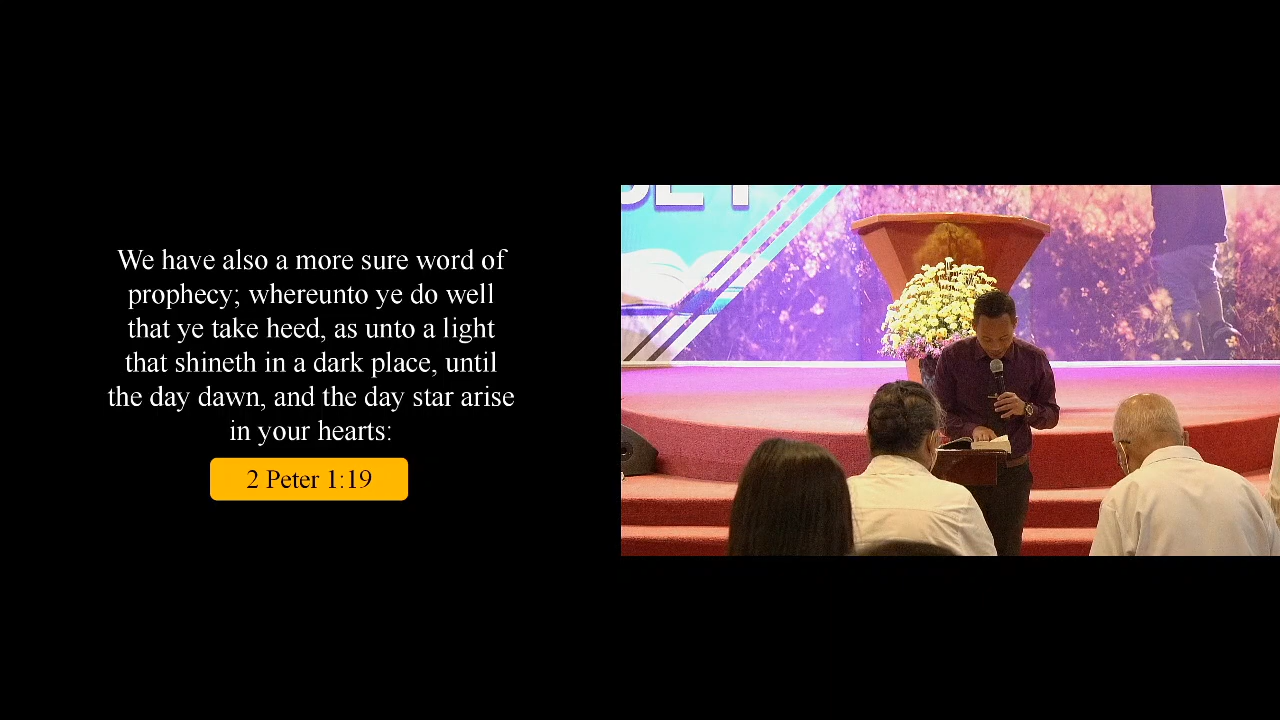 We have also a more sure word of
prophecy; whereunto ye do well
that ye take heed, as unto a light
that shineth in a dark place, until
the day dawn, and the day star arise
in your hearts:
2 Peter 1:19